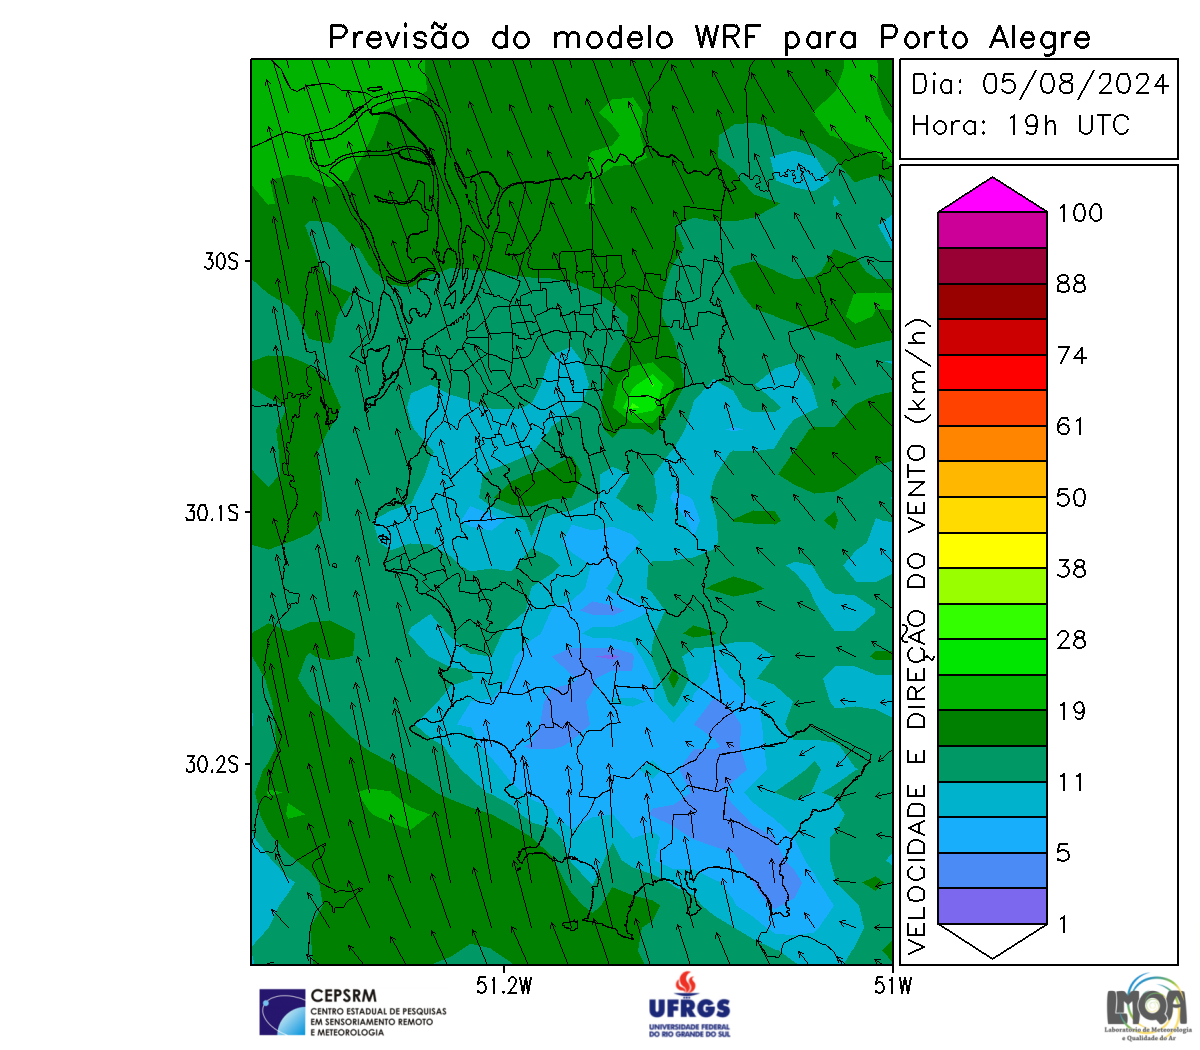 Previsão do modelo WRF para Porto Alegre
Dia: 05/08/2024
Hora: 19h UTC
30S
30.1S
30.2S
51.2W
51W
VELOCIDADE E DIREÇÃO DO VENTO (km/h)
100
88
74
61
50
38
28
19
11
5
1
CEPSRM
CENTRO ESTADUAL DE PESQUISAS
EM SENSORIAMENTO REMOTO
E METEOROLOGIA
UFRGS
UNIVERSIDADE FEDERAL
DO RIO GRANDE DO SUL
LMQA
Laboratório de Meteorologia
e Qualidade do Ar